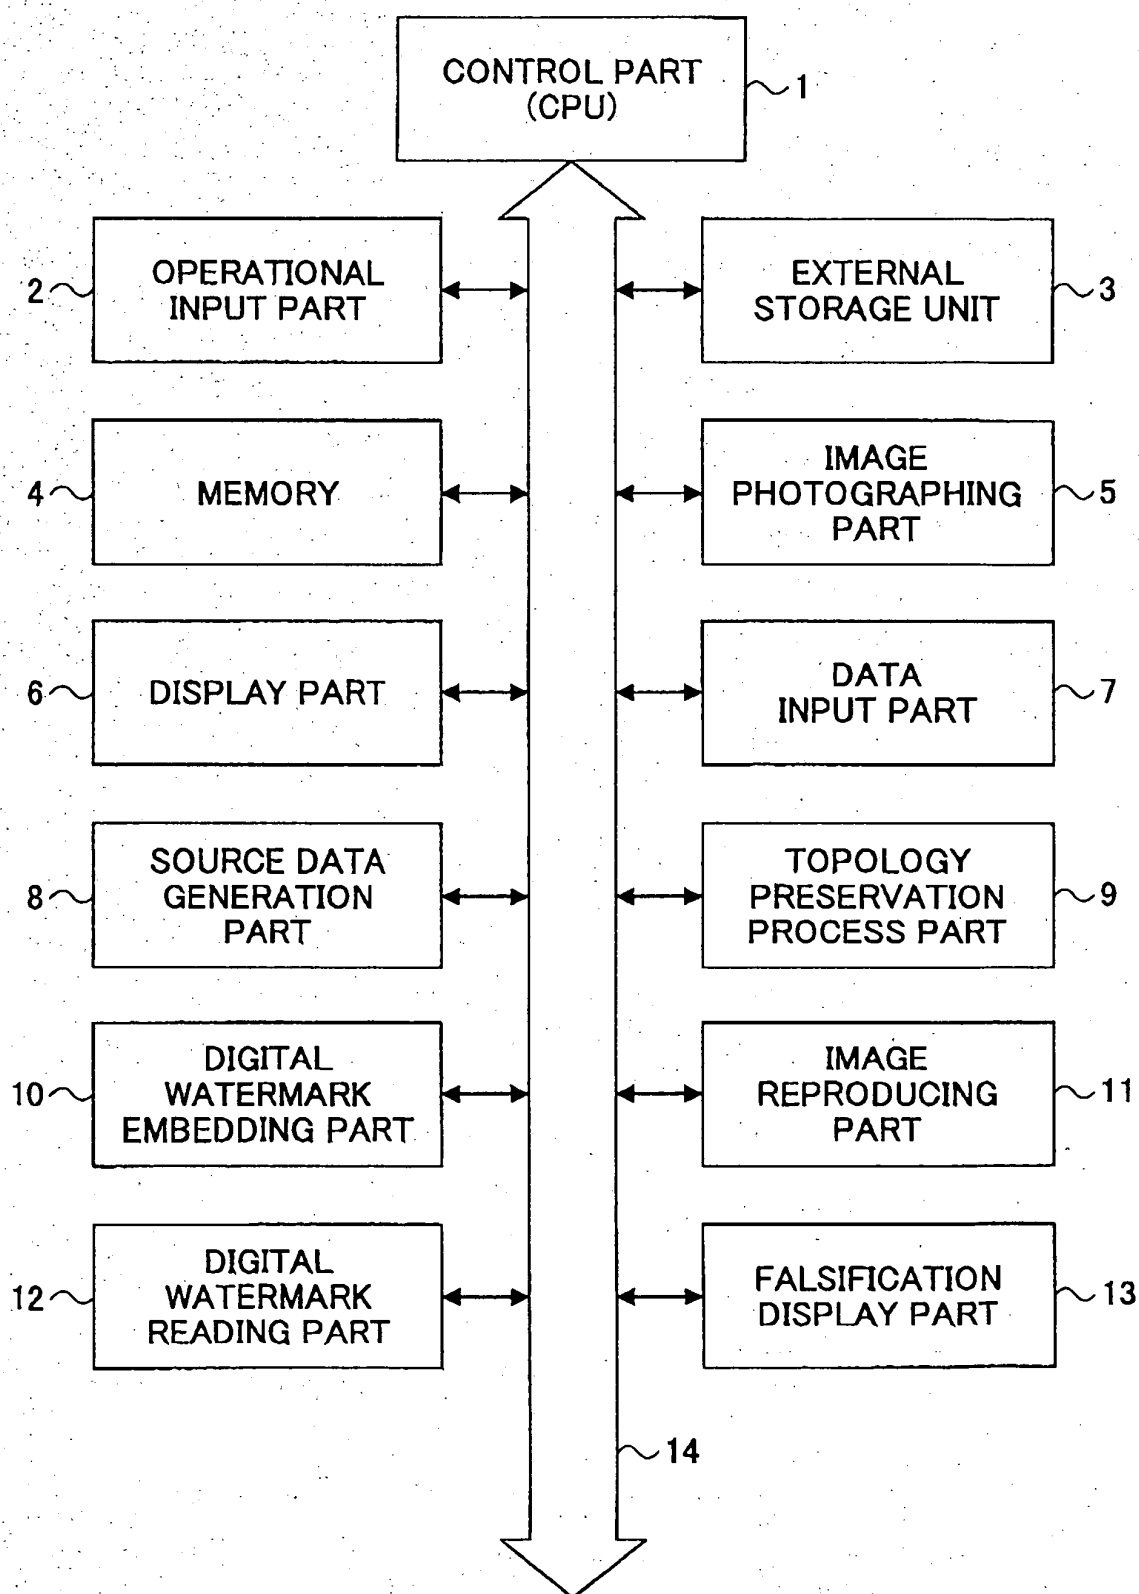 CONTROL PART
(CPU)
1
2
OPERATIONAL
INPUT PART
EXTERNAL
STORAGE UNIT
3
4
MEMORY
IMAGE
PHOTOGRAPHING
PART
5
6
DISPLAY PART
DATA
INPUT PART
7
8
SOURCE DATA
GENERATION
PART
TOPOLOGY
PRESERVATION
PROCESS PART
9
10
DIGITAL
WATERMARK
EMBEDDING PART
IMAGE
REPRODUCING
PART
11
12
DIGITAL
WATERMARK
READING PART
FALSIFICATION
DISPLAY PART
13
14